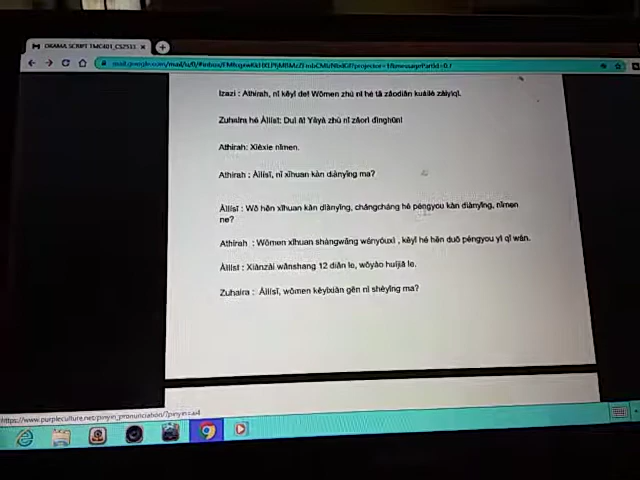 DRAMA SCRIPT TMC401_CS2533
Izazi : Athirah, nǐ kěyǐ de! Wǒmen zhù nǐ hé tā zǎodiǎn kuàilè zàiyìqǐ.
Zuhaira hé Àilìsī: Duì a! Yàyà zhù nǐ zǎorì dìnghūn!
Athirah: Xièxie nǐmen.
Athirah : Àilìsī, nǐ xǐhuan kàn diànyǐng ma?
Àilìsī : Wǒ hěn xǐhuan kàn diànyǐng, chángcháng hé péngyou kàn diànyǐng, nǐmen
ne?
Athirah : Wǒmen xǐhuan shàngwǎng wányóuxì , kěyǐ hé hěn duō péngyou yì qǐ wán.
Àilìsī : Xiànzài wǎnshang 12 diǎn le, wǒyào huíjiā le.
Zuhaira : Àilìsī, wǒmen kěyǐxiān gēn nǐ shèyǐng ma?
https://www.purpleculture.net/pinyin_pronunciation/?pinyin=ai4